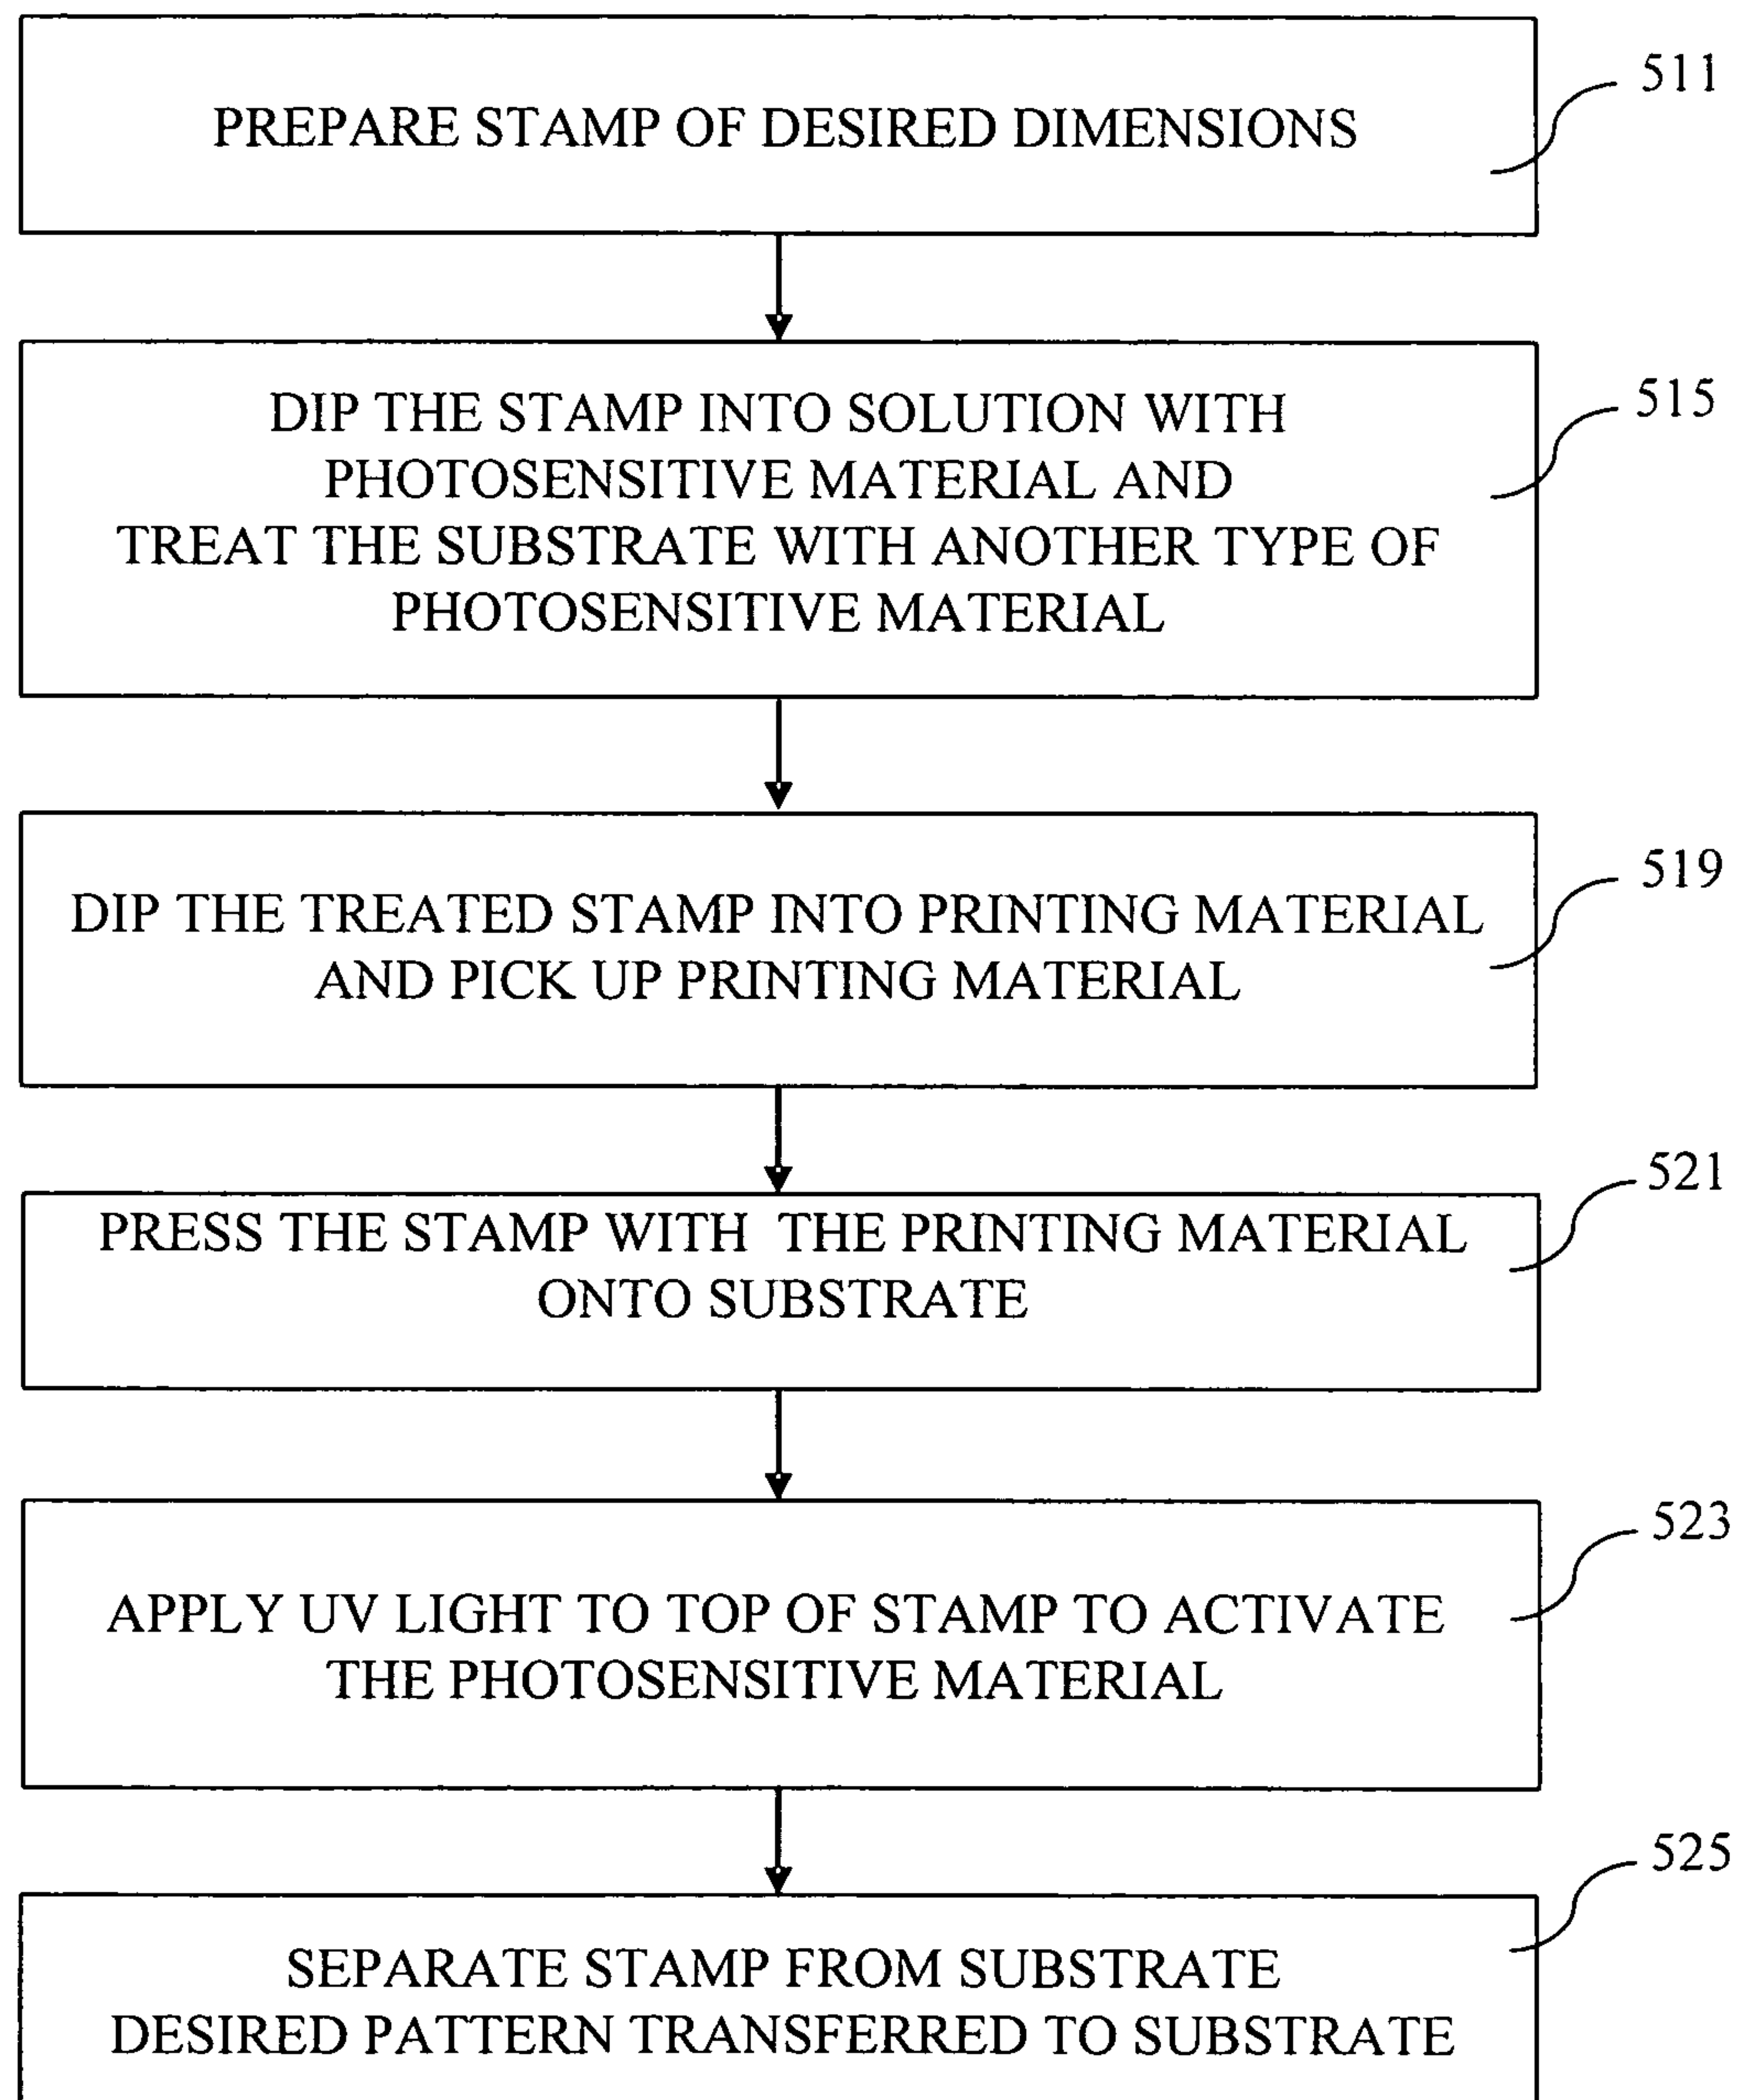 PREPARE STAMP OF DESIRED DIMENSIONS
511
DIP THE STAMP INTO SOLUTION WITH
PHOTOSENSITIVE MATERIAL AND
TREAT THE SUBSTRATE WITH ANOTHER TYPE OF
PHOTOSENSITIVE MATERIAL
515
DIP THE TREATED STAMP INTO PRINTING MATERIAL
AND PICK UP PRINTING MATERIAL
519
PRESS THE STAMP WITH THE PRINTING MATERIAL
ONTO SUBSTRATE
521
APPLY UV LIGHT TO TOP OF STAMP TO ACTIVATE
THE PHOTOSENSITIVE MATERIAL
523
SEPARATE STAMP FROM SUBSTRATE
DESIRED PATTERN TRANSFERRED TO SUBSTRATE
525